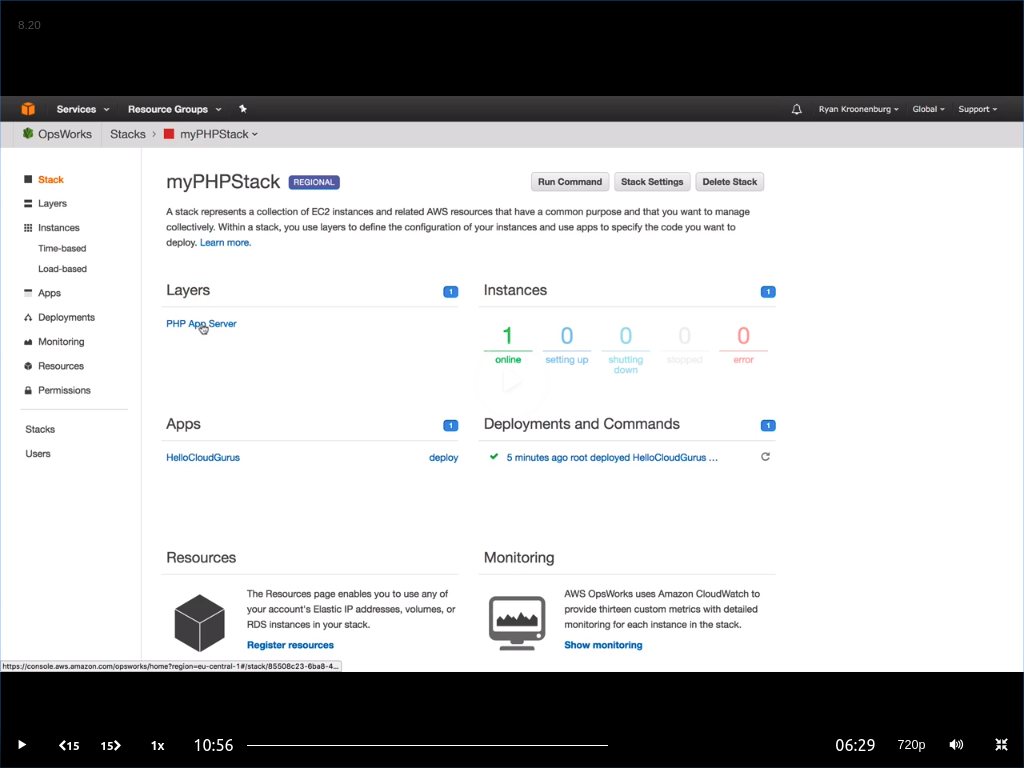 8.20
Services Resource Groups Ryan Kroonenburg Global Support
OpsWorks Stacks myPHPStack
Stack
Layers
Instances
Time-based
Load-based
Apps
Deployments
Monitoring
Resources
Permissions
Stacks
Users
myPHPStack REGIONAL Run Command Stack Settings Delete Stack
A stack represents a collection of EC2 instances and related AWS resources that have a common purpose and that you want to manage
collectively. Within a stack, you use layers to define the configuration of your instances and use apps to specify the code you want to
deploy. Learn more.
Layers 1
PHP App Server
Instances 1
1 0 0 0 0
online setting up shutting down stopped error
Apps 1
HelloCloudGurus deploy
Deployments and Commands 1
5 minutes ago root deployed HelloCloudGurus ...
Resources
The Resources page enables you to use any of
your account's Elastic IP addresses, volumes, or
RDS instances in your stack.
Register resources
Monitoring
AWS OpsWorks uses Amazon CloudWatch to
provide thirteen custom metrics with detailed
monitoring for each instance in the stack.
Show monitoring
https://console.aws.amazon.com/opsworks/home?region=eu-central-1#/stack/85508c23-6ba8-4...
15 15 1x 10:56 06:29 720p